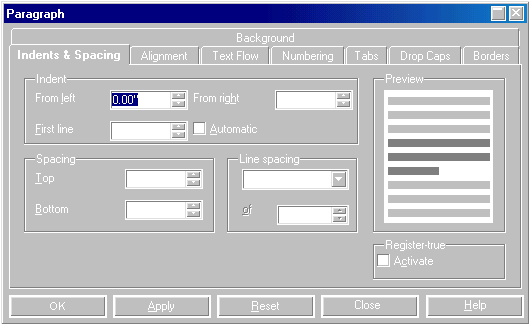 Paragraph
Background
Indents & Spacing Alignment Text Flow Numbering Tabs Drop Caps Borders
Indent
From left 0.00" From right
First line Automatic
Preview
Spacing
Top
Bottom
Line spacing
of
Register-true
Activate
OK Apply Reset Close Help